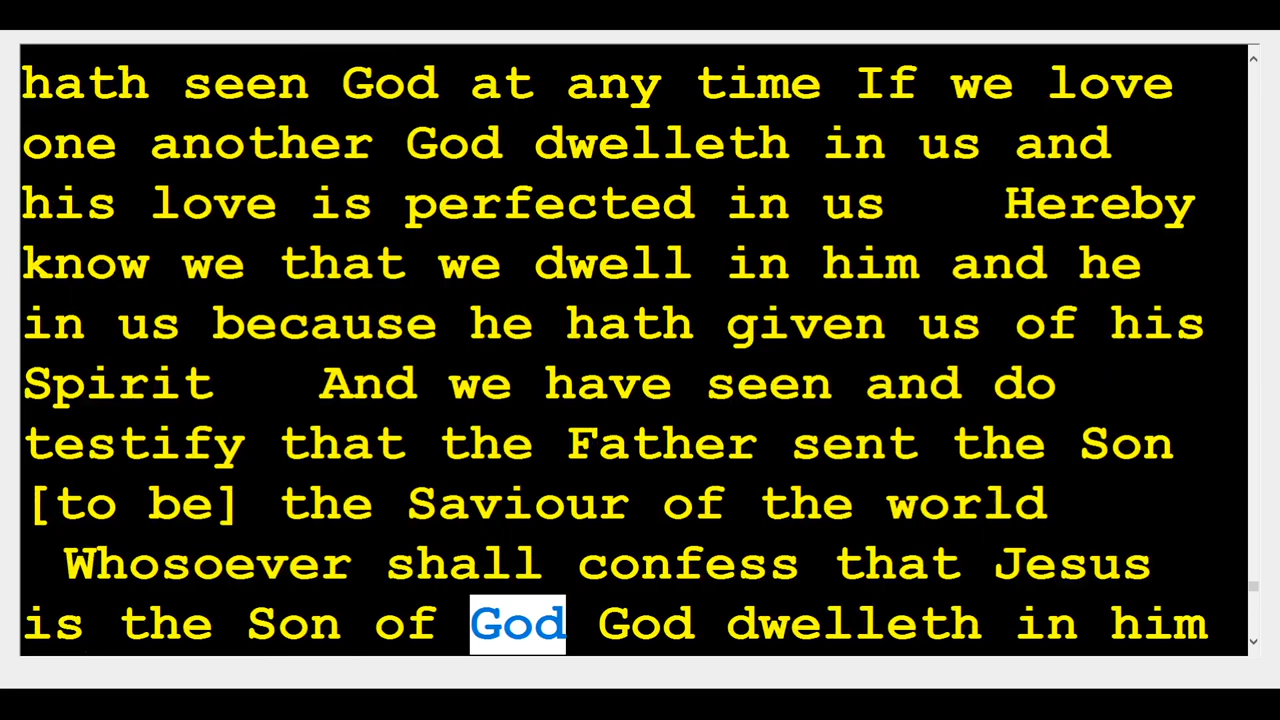 hath seen God at any time If we love
one another God dwelleth in us and
his love is perfected in us Hereby
know we that we dwell in him and he
in us because he hath given us of his
Spirit And we have seen and do
testify that the Father sent the Son
[to be] the Saviour of the world
Whosoever shall confess that Jesus
is the Son of God God dwelleth in him